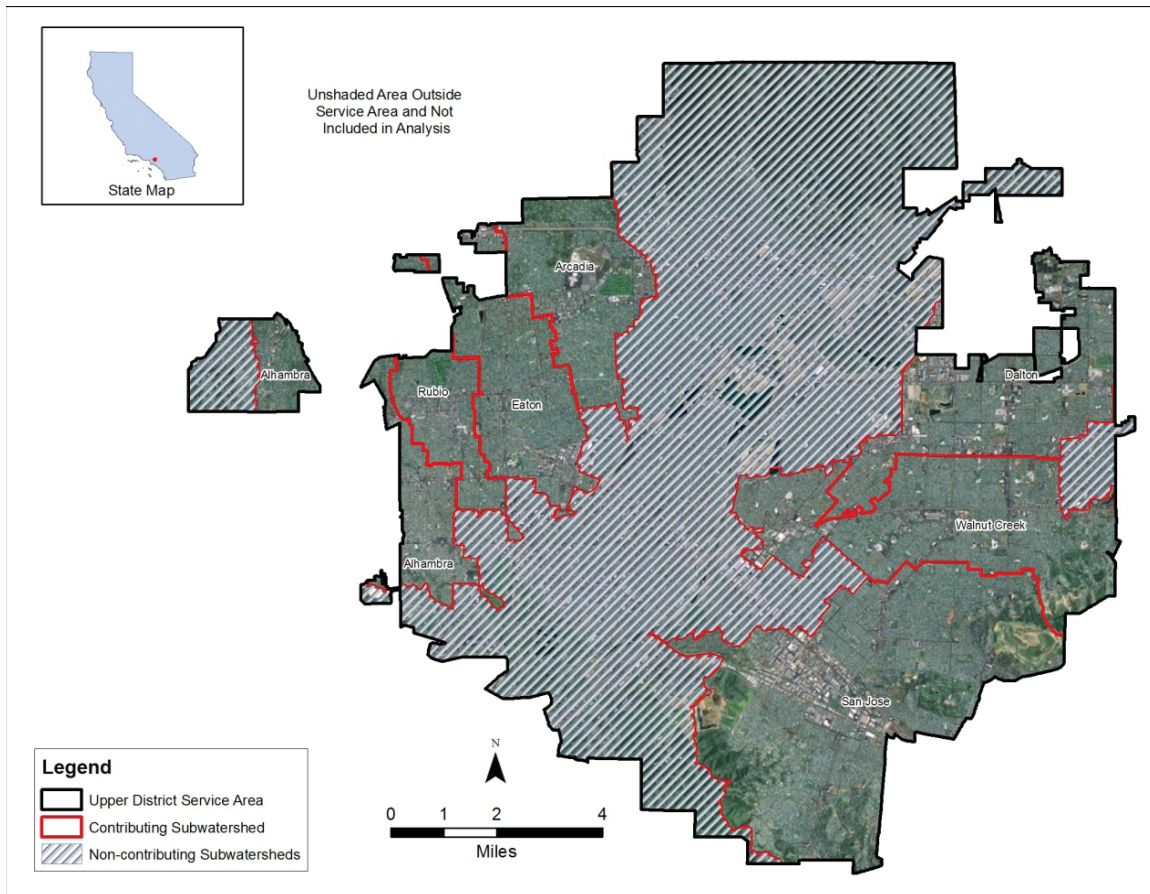 State Map
Unshaded Area Outside
Service Area and Not
Included in Analysis
Arcadia
Alhambra
Rubio
Eaton
Dalton
Walnut Creek
Alhambra
San Jose
Legend
Upper District Service Area
Contributing Subwatershed
Non-contributing Subwatersheds
N
0 1 2 4
Miles